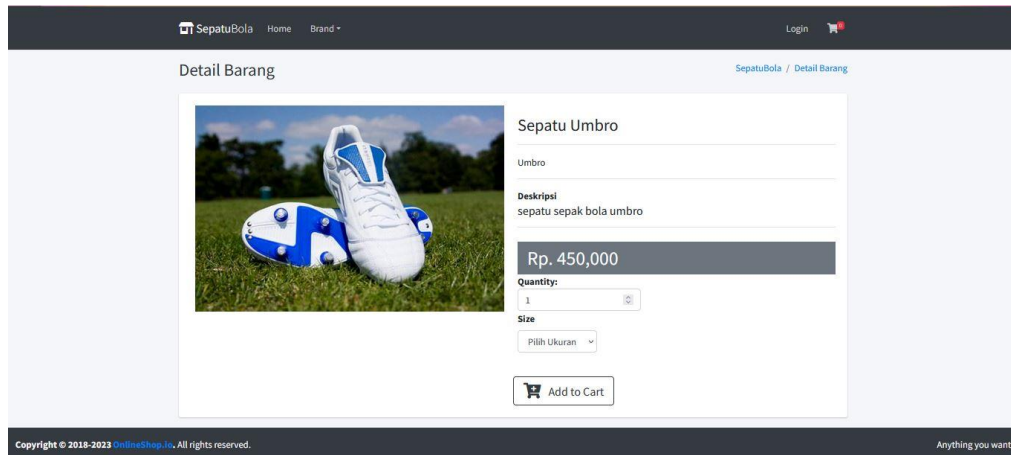 SepatuBola Home Brand Login 0
Detail Barang SepatuBola / Detail Barang
Sepatu Umbro
Umbro
Deskripsi
sepatu sepak bola umbro
Rp. 450,000
Quantity:
1
Size
Pilih Ukuran
Add to Cart
Copyright © 2018-2023 OnlineShop.io. All rights reserved. Anything you want